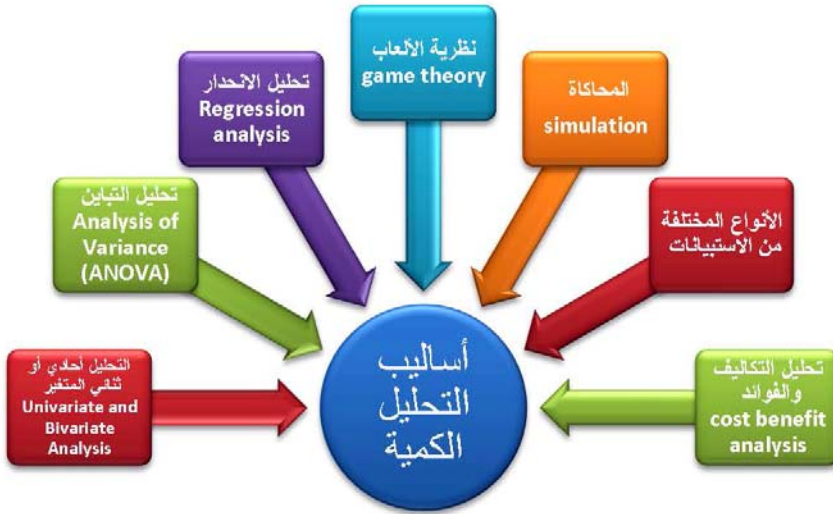 نظرية الألعاب
game theory
المحاكاة
simulation
الأنواع المختلفة
من الاستبيانات
تحليل التكاليف
والفوائد
cost benefit
analysis
تحليل الانحدار
Regression
analysis
تحليل التباين
Analysis of
Variance
(ANOVA)
التحليل أحادي أو
ثنائي المتغير
Univariate and
Bivariate
Analysis
أساليب
التحليل
الكمية